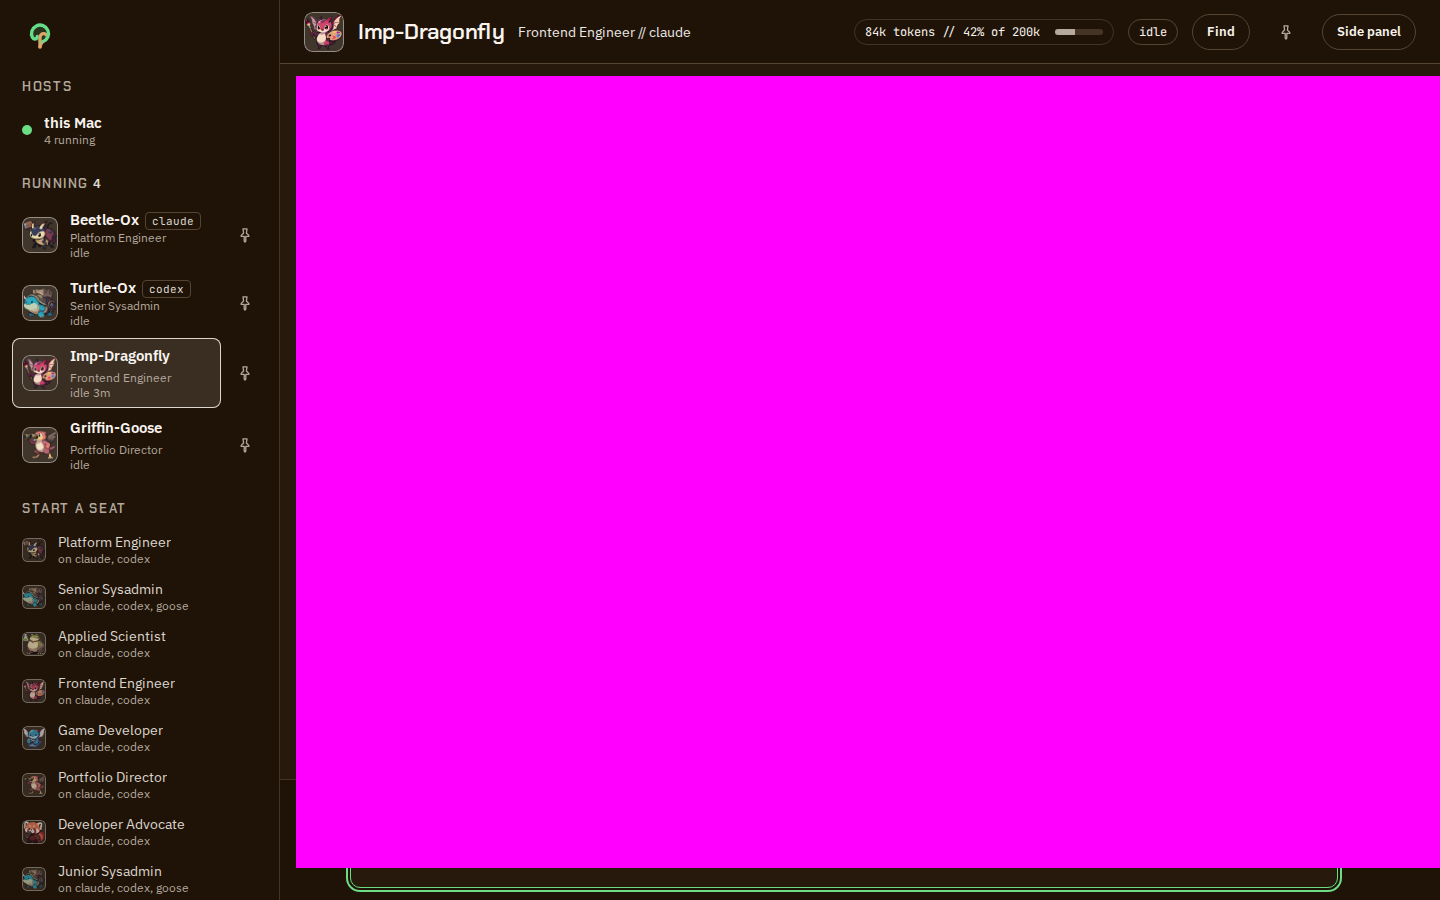 HOSTS
this Mac
4 running
RUNNING 4
Beetle-Ox claude
Platform Engineer
idle
Turtle-Ox codex
Senior Sysadmin
idle
Imp-Dragonfly
Frontend Engineer
idle 3m
Griffin-Goose
Portfolio Director
idle
START A SEAT
Platform Engineer
on claude, codex
Senior Sysadmin
on claude, codex, goose
Applied Scientist
on claude, codex
Frontend Engineer
on claude, codex
Game Developer
on claude, codex
Portfolio Director
on claude, codex
Developer Advocate
on claude, codex
Junior Sysadmin
on claude, codex, goose
Imp-Dragonfly Frontend Engineer // claude 84k tokens // 42% of 200k idle Find Side panel